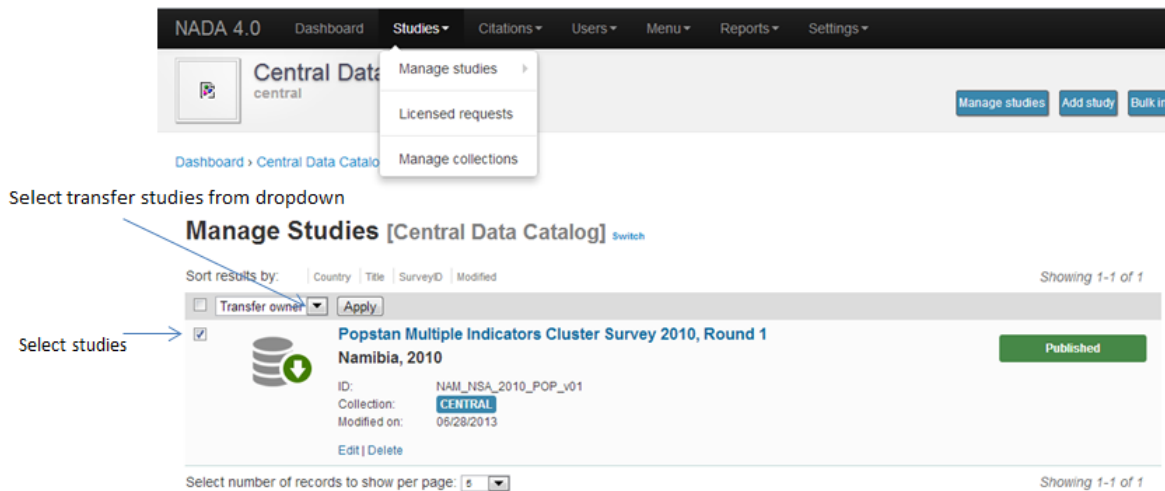 NADA 4.0 Dashboard Studies Citations Users Menu Reports Settings
Central Data
central
Manage studies
Licensed requests
Manage collections
Manage studies Add study Bulk in
Dashboard › Central Data Catalo
Select transfer studies from dropdown
Manage Studies [Central Data Catalog] Switch
Sort results by: Country Title SurveyID Modified Showing 1-1 of 1
Transfer owner Apply
Select studies
Popstan Multiple Indicators Cluster Survey 2010, Round 1
Namibia, 2010
Published
ID: NAM_NSA_2010_POP_v01
Collection: CENTRAL
Modified on: 06/28/2013
Edit | Delete
Select number of records to show per page: 5 Showing 1-1 of 1